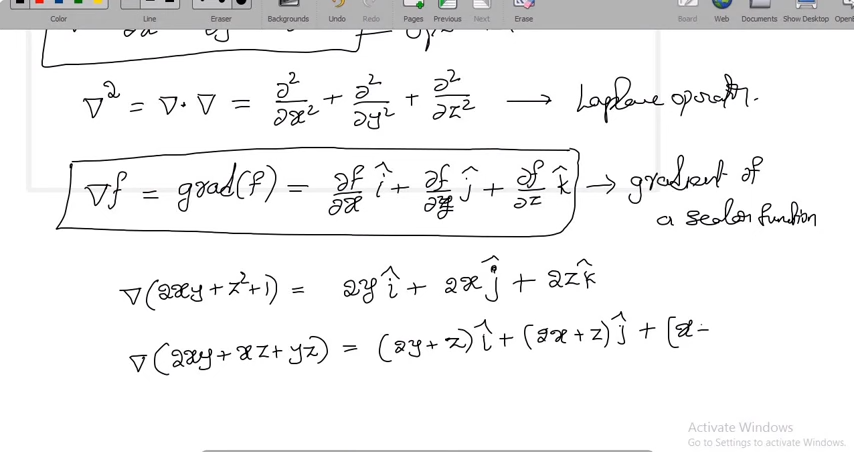 Color Line Eraser Backgrounds Undo Redo Pages Previous Next Erase Board Web Documents Show Desktop
∇² = ∇·∇ = ∂²/∂x² + ∂²/∂y² + ∂²/∂z² → Laplace operator.
∇f = grad(f) = ∂f/∂x î + ∂f/∂y ĵ + ∂f/∂z k̂ → gradient of
a scalar function
∇(2xy + z² + 1) = 2y î + 2x ĵ + 2z k̂
∇(2xy + xz + yz) = (2y + z) î + (2x + z) ĵ + (x
Activate Windows
Go to Settings to activate Windows.